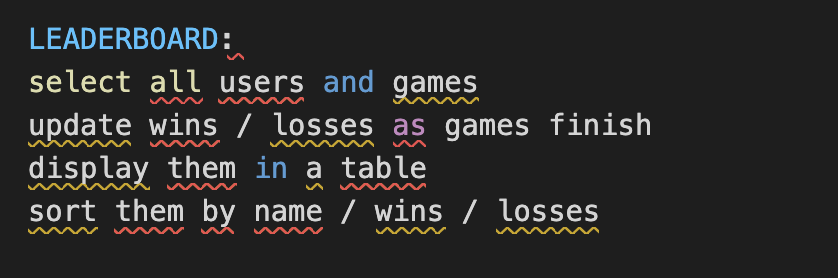 LEADERBOARD:
select all users and games
update wins / losses as games finish
display them in a table
sort them by name / wins / losses